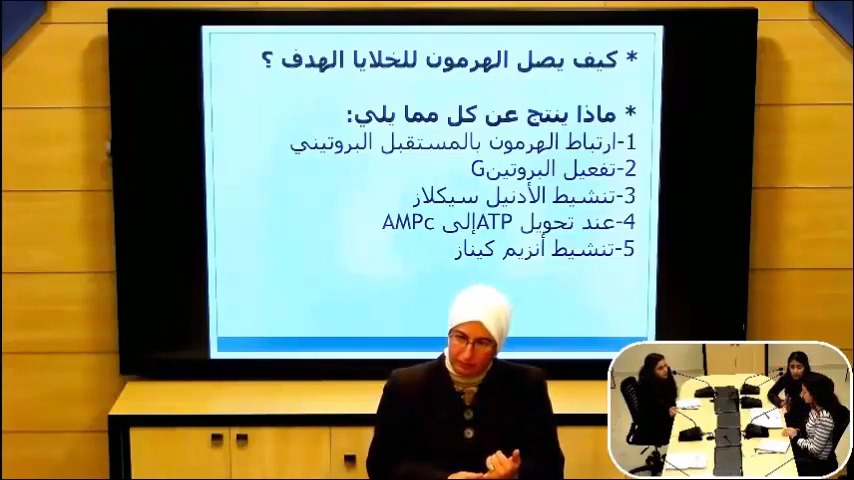 * كيف يصل الهرمون للخلايا الهدف ؟
* ماذا ينتج عن كل مما يلي:
1-ارتباط الهرمون بالمستقبل البروتيني
2-تفعيل البروتينG
3-تنشيط الأدنيل سيكلاز
4-عند تحويل ATPإلى AMPc
5-تنشيط أنزيم كيناز